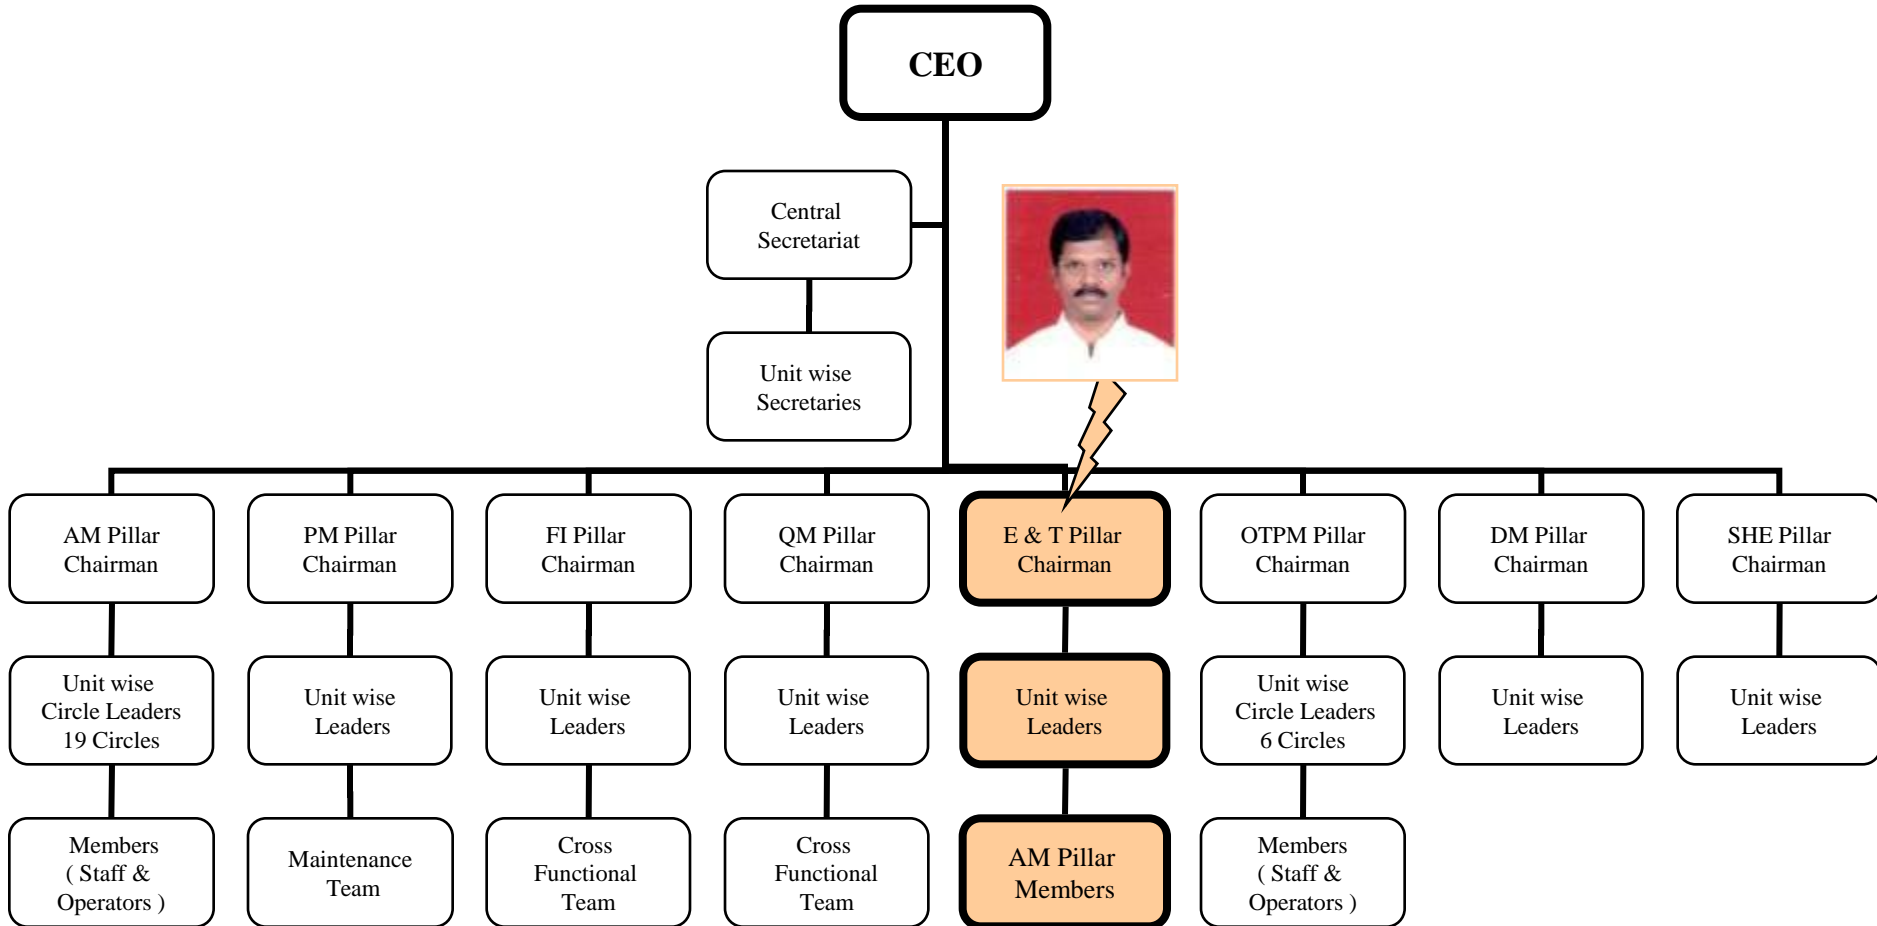 CEO
Central
Secretariat
Unit wise
Secretaries
AM Pillar
Chairman
PM Pillar
Chairman
FI Pillar
Chairman
QM Pillar
Chairman
E & T Pillar
Chairman
OTPM Pillar
Chairman
DM Pillar
Chairman
SHE Pillar
Chairman
Unit wise
Circle Leaders
19 Circles
Unit wise
Leaders
Unit wise
Leaders
Unit wise
Leaders
Unit wise
Leaders
Unit wise
Circle Leaders
6 Circles
Unit wise
Leaders
Unit wise
Leaders
Members
( Staff &
Operators )
Maintenance
Team
Cross
Functional
Team
Cross
Functional
Team
AM Pillar
Members
Members
( Staff &
Operators )